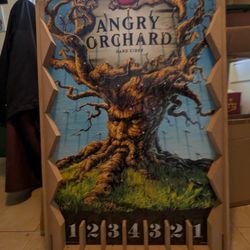 ANGRY
ORCHARD
HARD CIDER
1 2 3 4 3 2 1